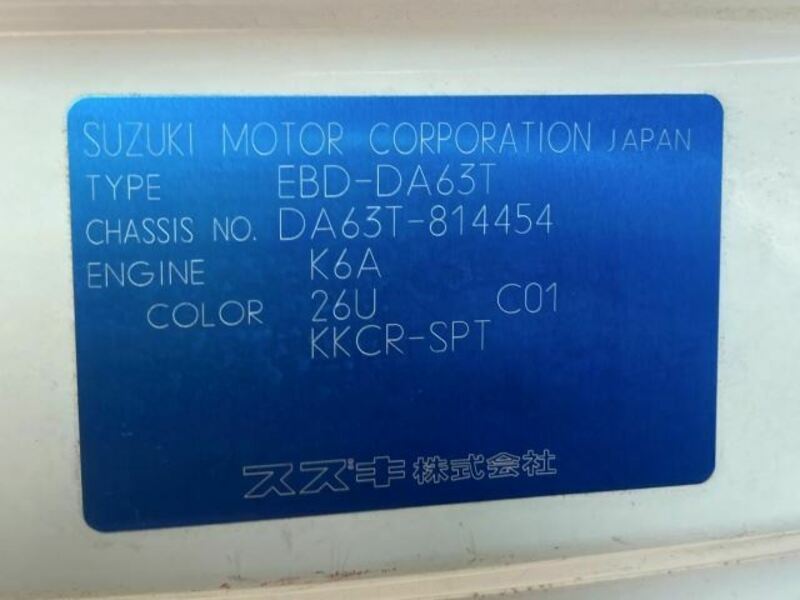 SUZUKI MOTOR CORPORATION JAPAN
TYPE EBD-DA63T
CHASSIS NO. DA63T-814454
ENGINE K6A
COLOR 26U C01
KKCR-SPT
スズキ株式会社